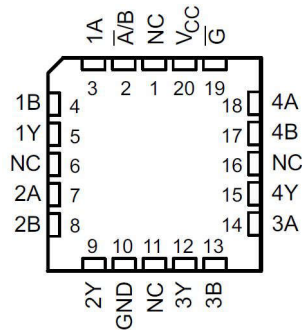 1A A̅/B NC VCC G̅
3 2 1 20 19
1B 4 18 4A
1Y 5 17 4B
NC 6 16 NC
2A 7 15 4Y
2B 8 14 3A
9 10 11 12 13
2Y GND NC 3Y 3B